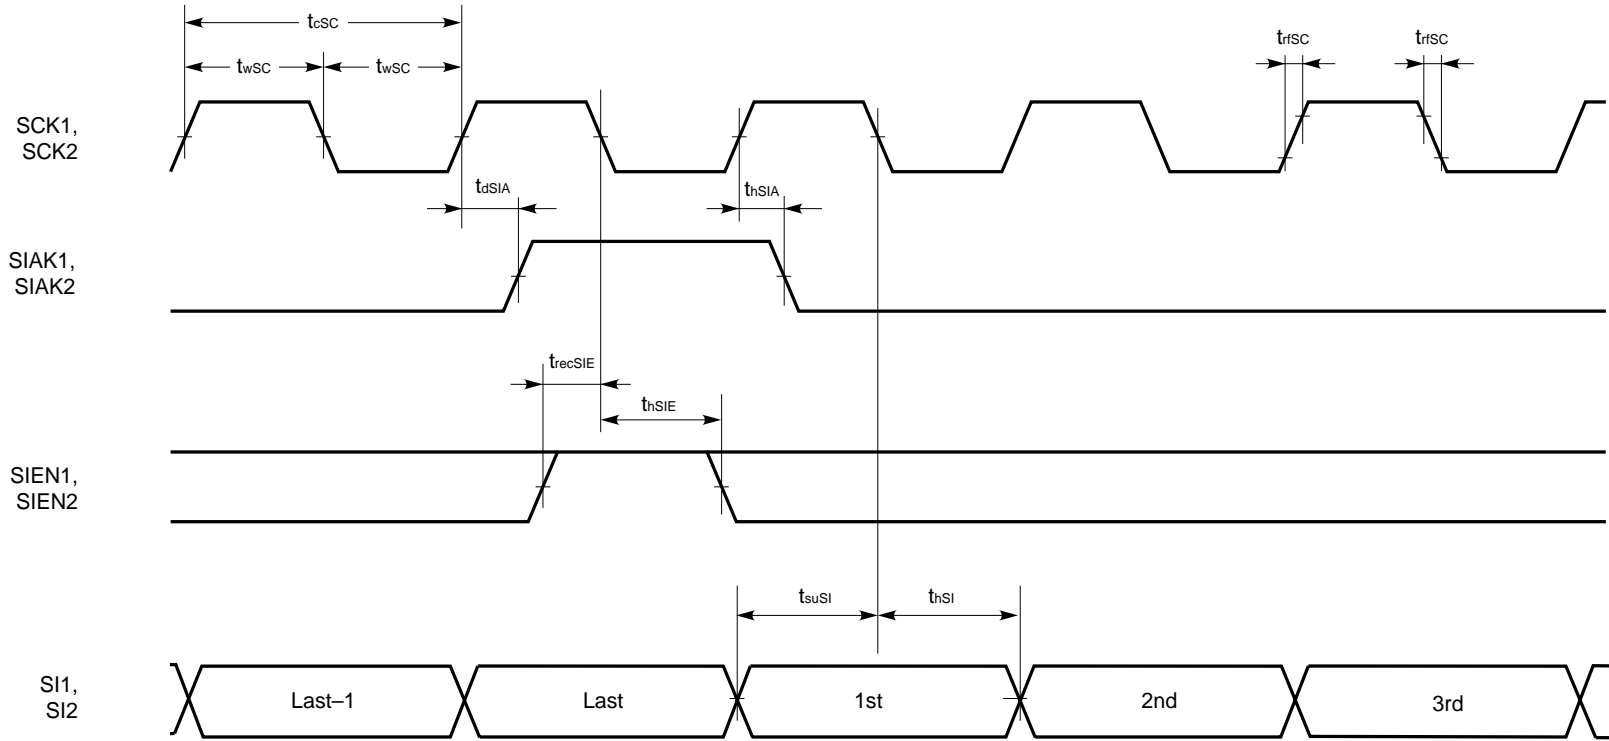 tcSC
twSC twSC
trfSC trfSC
SCK1,
SCK2
tdSIA thSIA
SIAK1,
SIAK2
trecSIE
thSIE
SIEN1,
SIEN2
tsuSI thSI
SI1,
SI2
Last–1 Last 1st 2nd 3rd